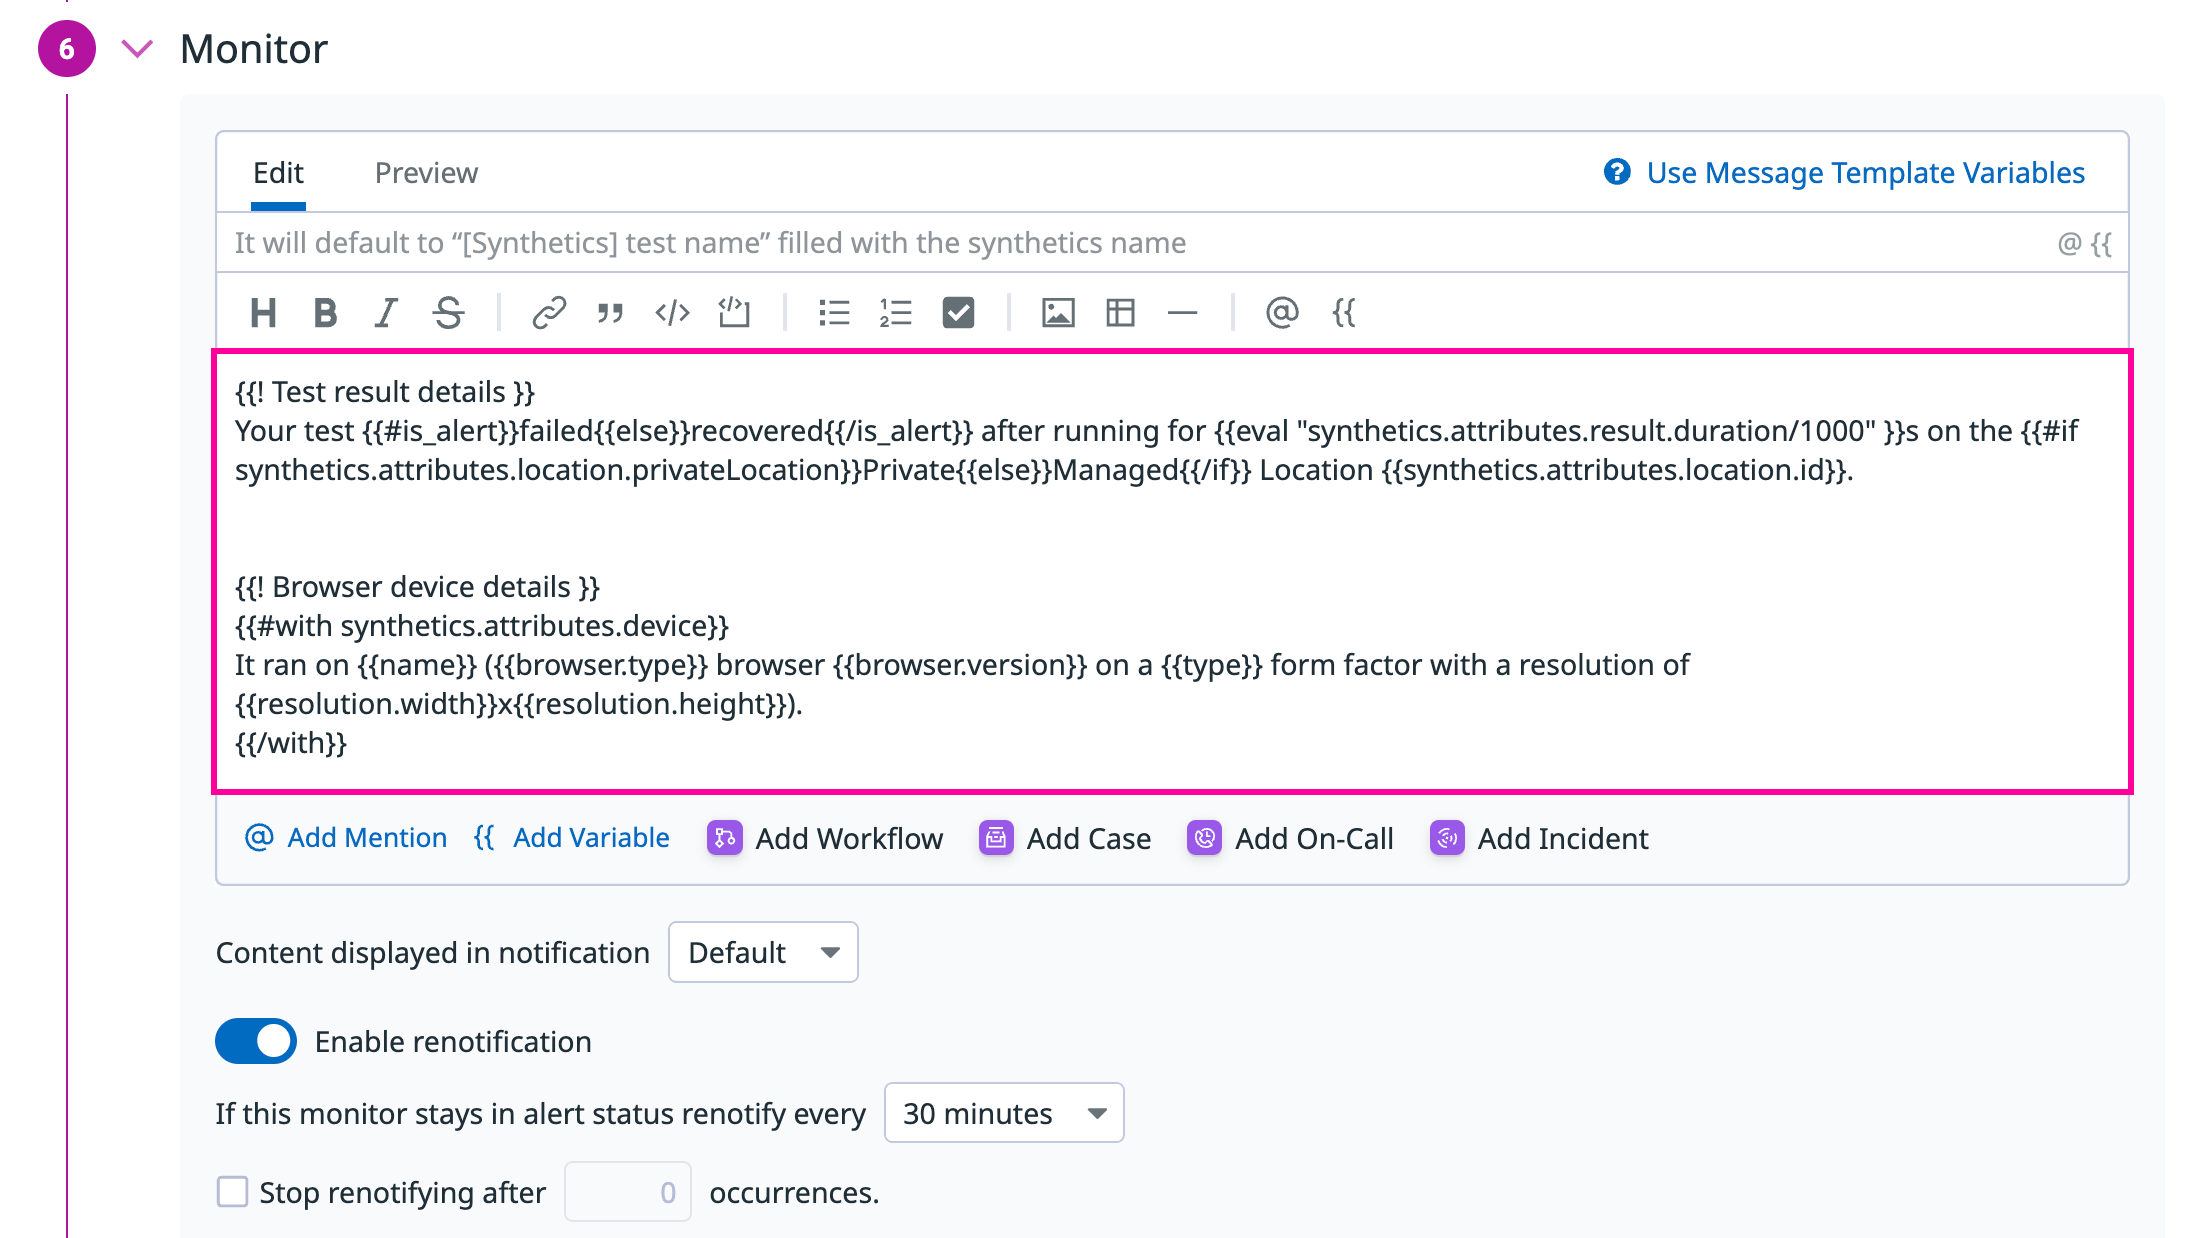 6 Monitor
Edit Preview Use Message Template Variables
It will default to “[Synthetics] test name” filled with the synthetics name @ {{
H B I S @ {{
{{! Test result details }}
Your test {{#is_alert}}failed{{else}}recovered{{/is_alert}} after running for {{eval "synthetics.attributes.result.duration/1000" }}s on the {{#if
synthetics.attributes.location.privateLocation}}Private{{else}}Managed{{/if}} Location {{synthetics.attributes.location.id}}.
{{! Browser device details }}
{{#with synthetics.attributes.device}}
It ran on {{name}} ({{browser.type}} browser {{browser.version}} on a {{type}} form factor with a resolution of
{{resolution.width}}x{{resolution.height}}).
{{/with}}
@ Add Mention {{ Add Variable Add Workflow Add Case Add On-Call Add Incident
Content displayed in notification Default
Enable renotification
If this monitor stays in alert status renotify every 30 minutes
Stop renotifying after 0 occurrences.